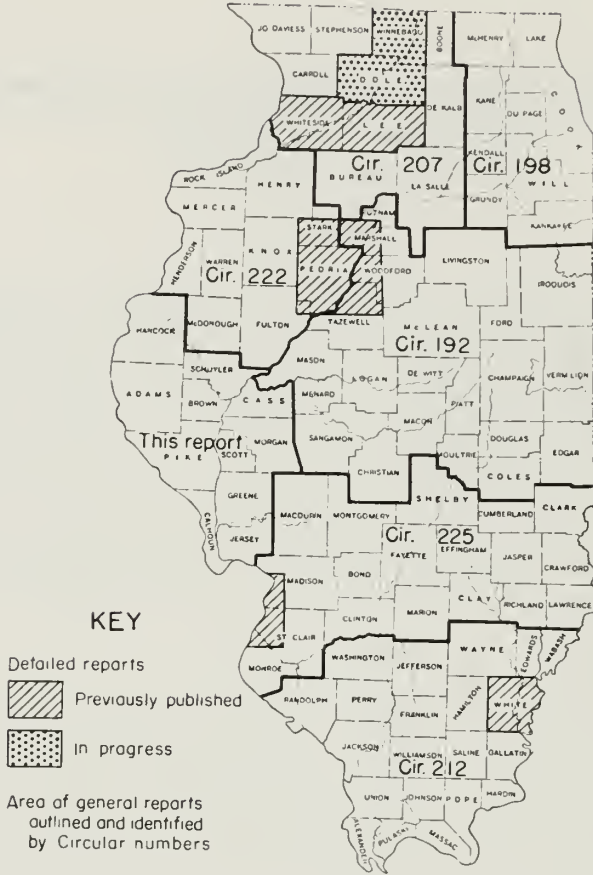 JO DAVIESS STEPHENSON WINNEBAGO BOONE McHENRY LAKE
CARROLL OGLE DE KALB KANE COOK
DU PAGE
WHITESIDE LEE
KENDALL
Cir. 207 Cir. 198
ROCK ISLAND HENRY BUREAU LA SALLE GRUNDY WILL
MERCER PUTNAM KANKAKEE
STARK MARSHALL
HENDERSON WARREN KNOX PEORIA WOODFORD LIVINGSTON IROQUOIS
Cir. 222
HANCOCK McDONOUGH FULTON TAZEWELL McLEAN FORD
Cir. 192
SCHUYLER MASON LOGAN DE WITT CHAMPAIGN VERMILION
ADAMS BROWN CASS MENARD PIATT
MACON
This report MORGAN SANGAMON DOUGLAS EDGAR
PIKE SCOTT MOULTRIE
CHRISTIAN COLES
GREENE SHELBY
CALHOUN MACOUPIN MONTGOMERY CUMBERLAND CLARK
JERSEY Cir. 225
FAYETTE EFFINGHAM JASPER CRAWFORD
MADISON BOND
CLAY RICHLAND LAWRENCE
CLINTON MARION
KEY
ST CLAIR
WAYNE EDWARDS WABASH
MONROE WASHINGTON JEFFERSON
Detailed reports
Previously published
RANDOLPH PERRY HAMILTON WHITE
FRANKLIN
In progress
JACKSON WILLIAMSON SALINE GALLATIN
Cir. 212
Area of general reports
outlined and identified
by Circular numbers
UNION JOHNSON POPE HARDIN
ALEXANDER PULASKI MASSAC